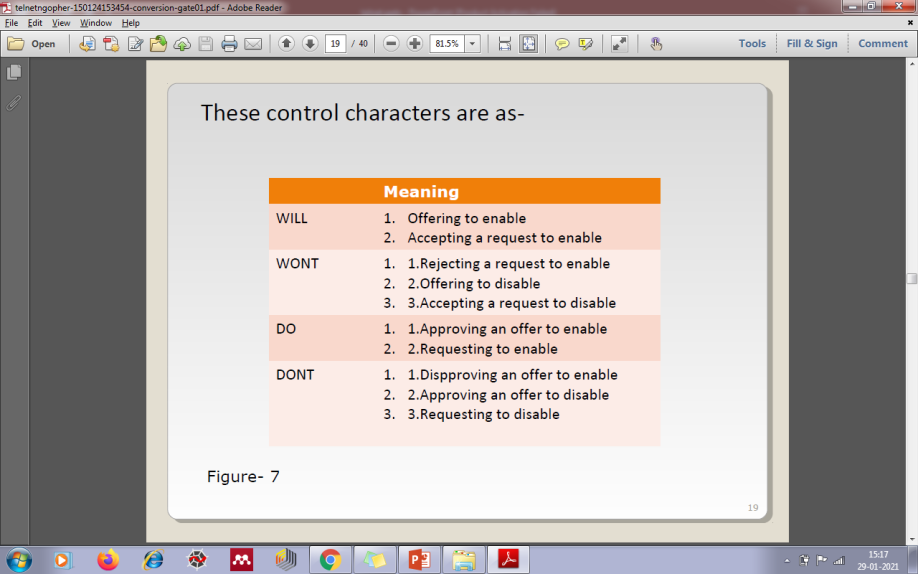 telnetngopher-150124153454-conversion-gate01.pdf - Adobe Reader
File Edit View Window Help
Open 19 / 40 81.5% Tools Fill & Sign Comment
These control characters are as-
Meaning
WILL 1. Offering to enable
2. Accepting a request to enable
WONT 1. 1.Rejecting a request to enable
2. 2.Offering to disable
3. 3.Accepting a request to disable
DO 1. 1.Approving an offer to enable
2. 2.Requesting to enable
DONT 1. 1.Dispproving an offer to enable
2. 2.Approving an offer to disable
3. 3.Requesting to disable
Figure- 7
19
15:17
29-01-2021